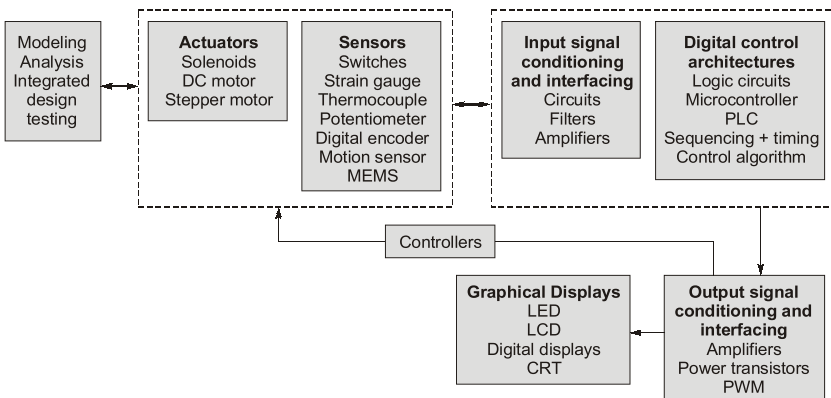 Modeling
Analysis
Integrated
design
testing
Actuators
Solenoids
DC motor
Stepper motor
Sensors
Switches
Strain gauge
Thermocouple
Potentiometer
Digital encoder
Motion sensor
MEMS
Input signal
conditioning
and interfacing
Circuits
Filters
Amplifiers
Digital control
architectures
Logic circuits
Microcontroller
PLC
Sequencing + timing
Control algorithm
Controllers
Graphical Displays
LED
LCD
Digital displays
CRT
Output signal
conditioning and
interfacing
Amplifiers
Power transistors
PWM